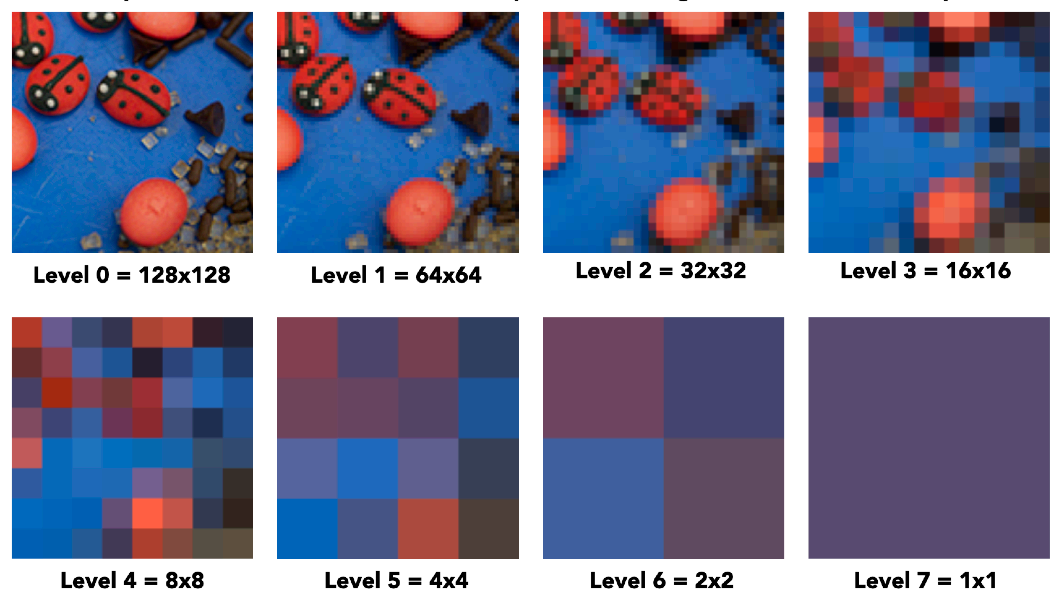 Level 0 = 128x128
Level 1 = 64x64
Level 2 = 32x32
Level 3 = 16x16
Level 4 = 8x8
Level 5 = 4x4
Level 6 = 2x2
Level 7 = 1x1